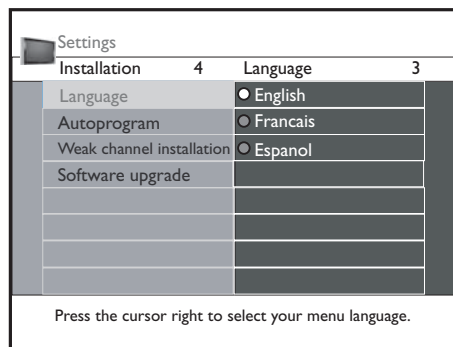 Settings
Installation 4 Language 3
Language English
Autoprogram Francais
Weak channel installation Espanol
Software upgrade
Press the cursor right to select your menu language.